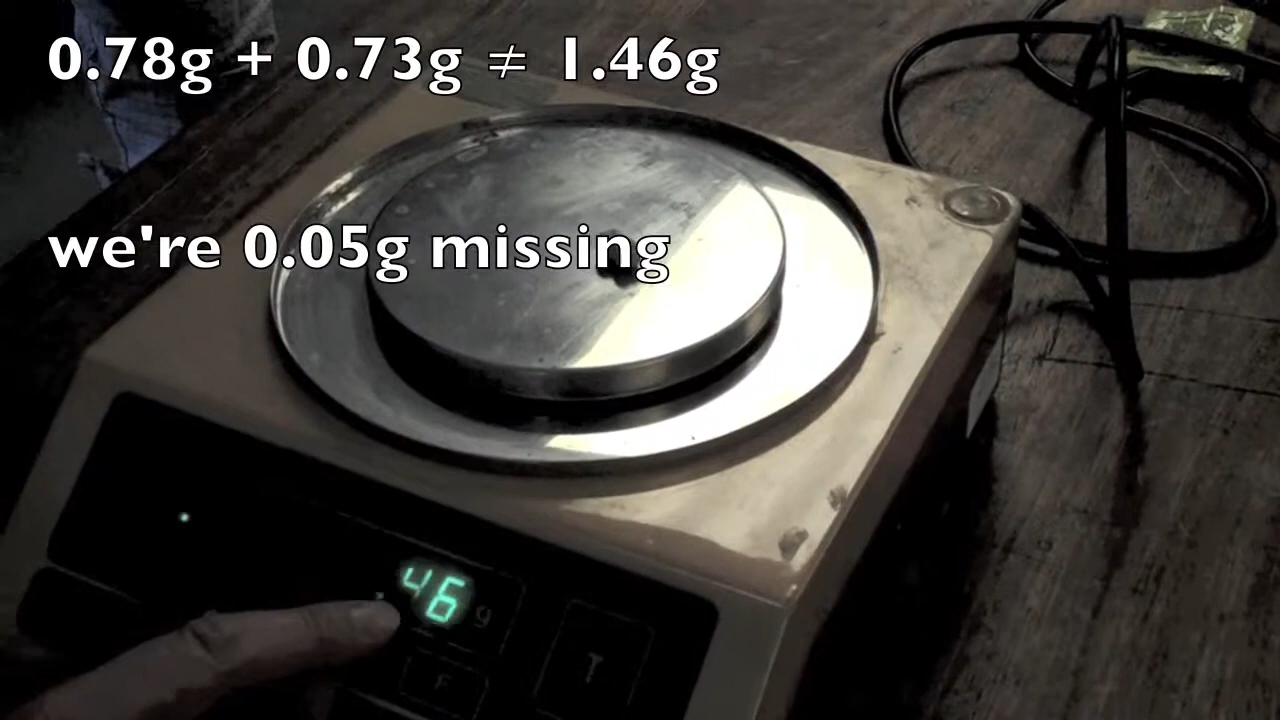 0.78g + 0.73g ≠ 1.46g
we're 0.05g missing
46 g
F
T